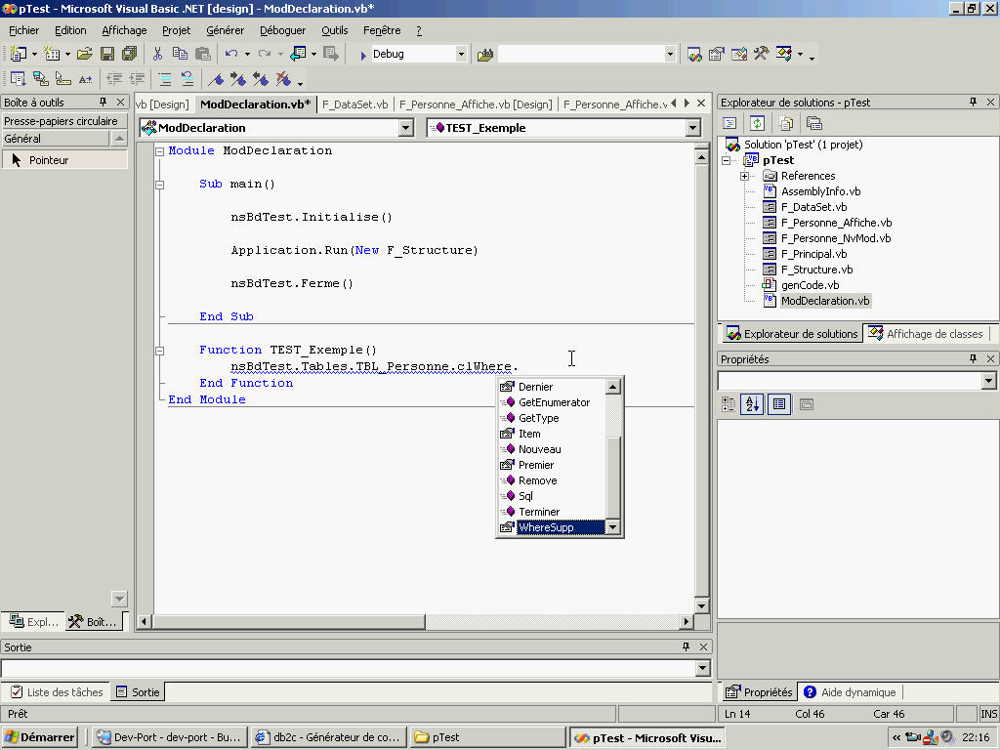 pTest - Microsoft Visual Basic .NET [design] - ModDeclaration.vb*
Fichier Edition Affichage Projet Générer Déboguer Outils Fenêtre ?
Debug
Boîte à outils
Presse-papiers circulaire
Général
Pointeur
vb [Design] ModDeclaration.vb* F_DataSet.vb F_Personne_Affiche.vb [Design] F_Personne_Affiche.v
ModDeclaration TEST_Exemple
Module ModDeclaration
Sub main()
nsBdTest.Initialise()
Application.Run(New F_Structure)
nsBdTest.Ferme()
End Sub
Function TEST_Exemple()
nsBdTest.Tables.TBL_Personne.clWhere.
End Function
End Module
Dernier
GetEnumerator
GetType
Item
Nouveau
Premier
Remove
Sql
Terminer
WhereSupp
Explorateur de solutions - pTest
Solution 'pTest' (1 projet)
pTest
References
AssemblyInfo.vb
F_DataSet.vb
F_Personne_Affiche.vb
F_Personne_NvMod.vb
F_Principal.vb
F_Structure.vb
genCode.vb
ModDeclaration.vb
Explorateur de solutions Affichage de classes
Propriétés
Expl... Boît...
Sortie
Liste des tâches Sortie
Propriétés Aide dynamique
Prêt Ln 14 Col 46 Car 46 INS
Démarrer Dev-Port - dev-port - Bu... db2c - Générateur de co... pTest pTest - Microsoft Visu... « 22:16